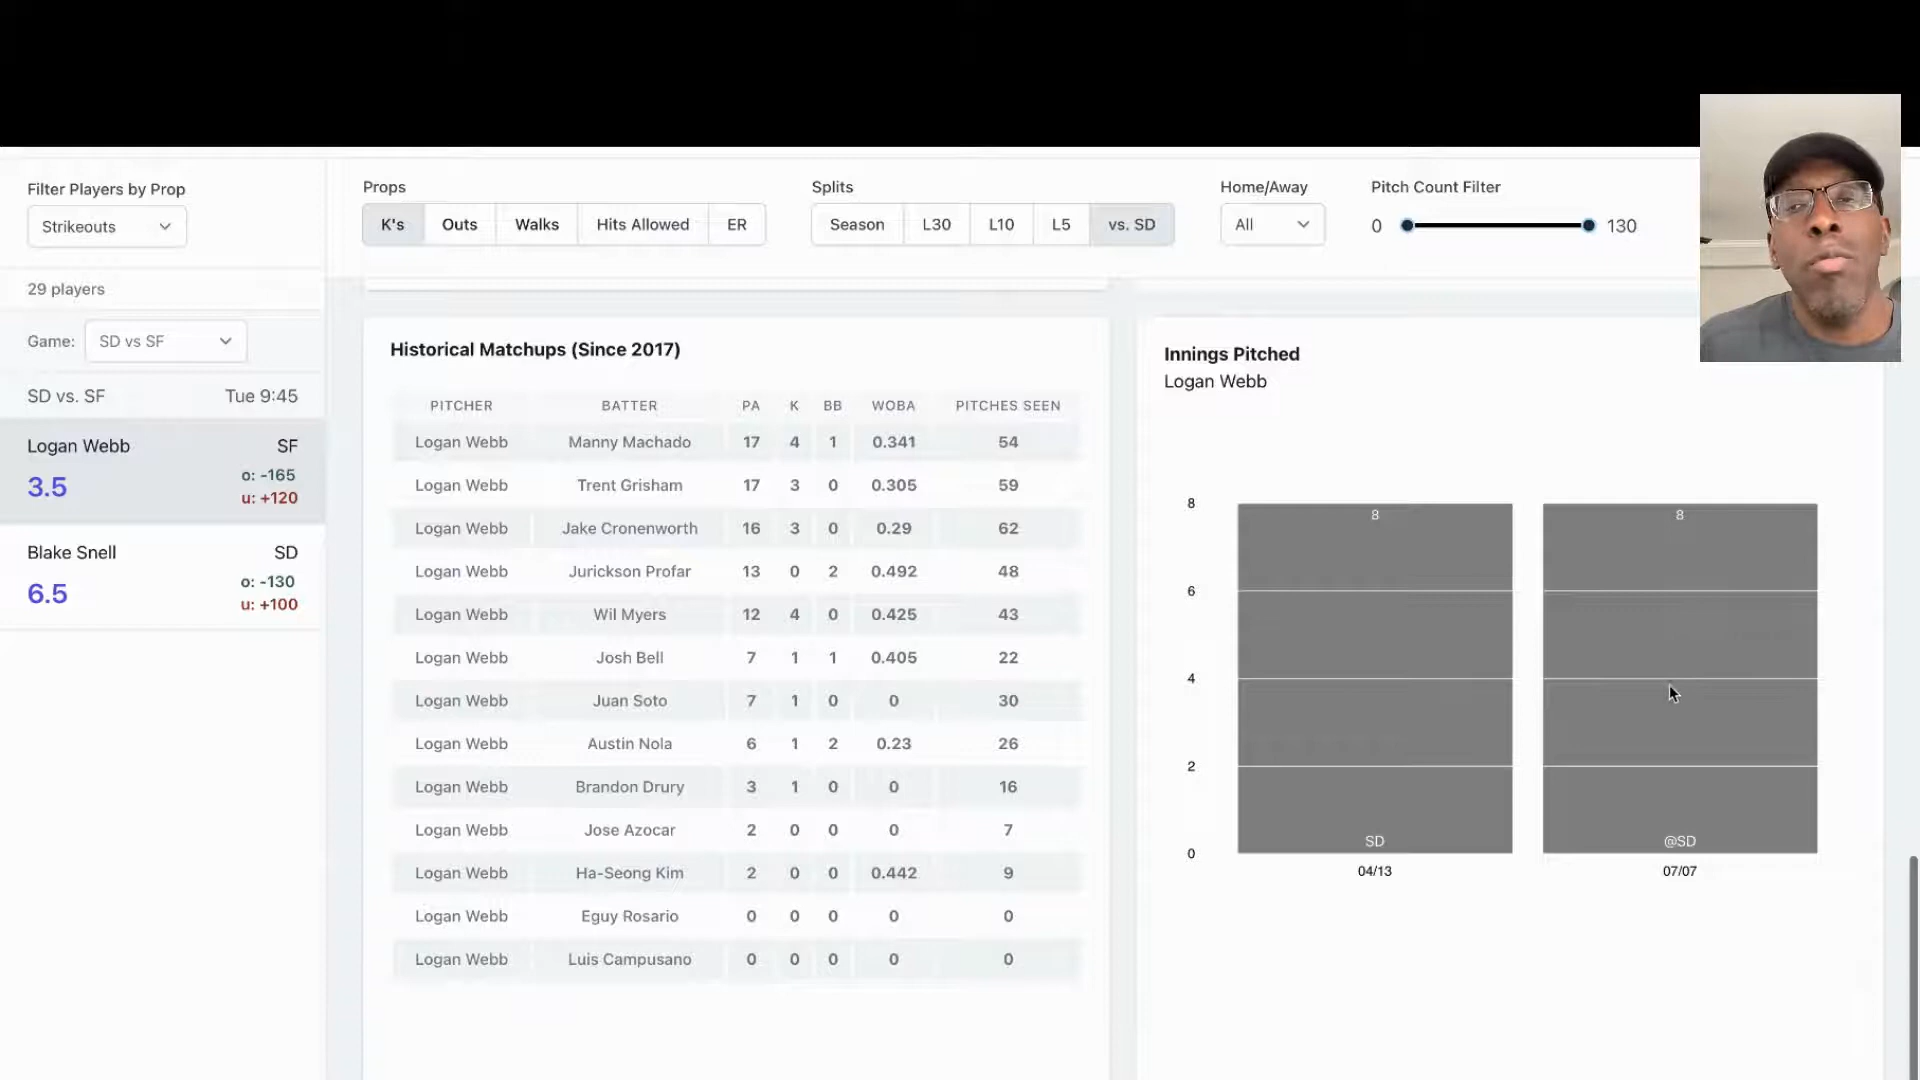 Filter Players by Prop
Strikeouts
29 players
Game: SD vs SF
SD vs. SF Tue 9:45
Logan Webb SF
3.5 o: -165
u: +120
Blake Snell SD
6.5 o: -130
u: +100
Props
K's Outs Walks Hits Allowed ER
Splits
Season L30 L10 L5 vs. SD
Home/Away
All
Pitch Count Filter
0 130
Historical Matchups (Since 2017)
PITCHER BATTER PA K BB WOBA PITCHES SEEN
Logan Webb Manny Machado 17 4 1 0.341 54
Logan Webb Trent Grisham 17 3 0 0.305 59
Logan Webb Jake Cronenworth 16 3 0 0.29 62
Logan Webb Jurickson Profar 13 0 2 0.492 48
Logan Webb Wil Myers 12 4 0 0.425 43
Logan Webb Josh Bell 7 1 1 0.405 22
Logan Webb Juan Soto 7 1 0 0 30
Logan Webb Austin Nola 6 1 2 0.23 26
Logan Webb Brandon Drury 3 1 0 0 16
Logan Webb Jose Azocar 2 0 0 0 7
Logan Webb Ha-Seong Kim 2 0 0 0.442 9
Logan Webb Eguy Rosario 0 0 0 0 0
Logan Webb Luis Campusano 0 0 0 0 0
Innings Pitched
Logan Webb
8 8 8
6
4
2
SD @SD
0
04/13 07/07